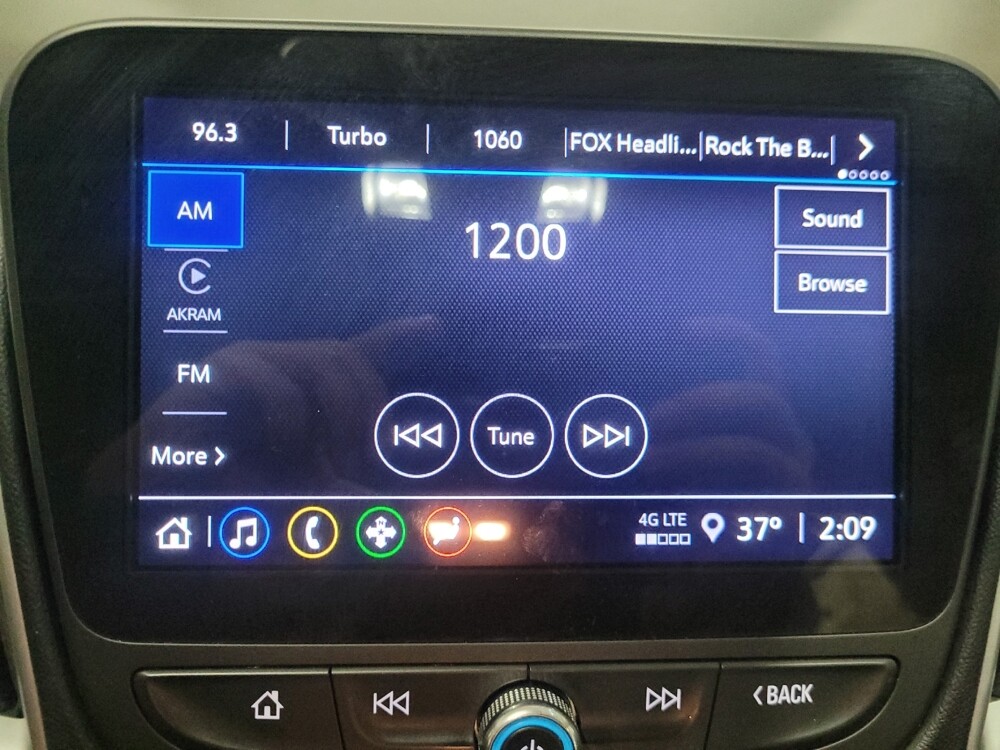 96.3 | Turbo | 1060 | FOX Headli... | Rock The B... |
AM
1200
Sound
Browse
AKRAM
FM
More
Tune
4G LTE
37° | 2:09
BACK